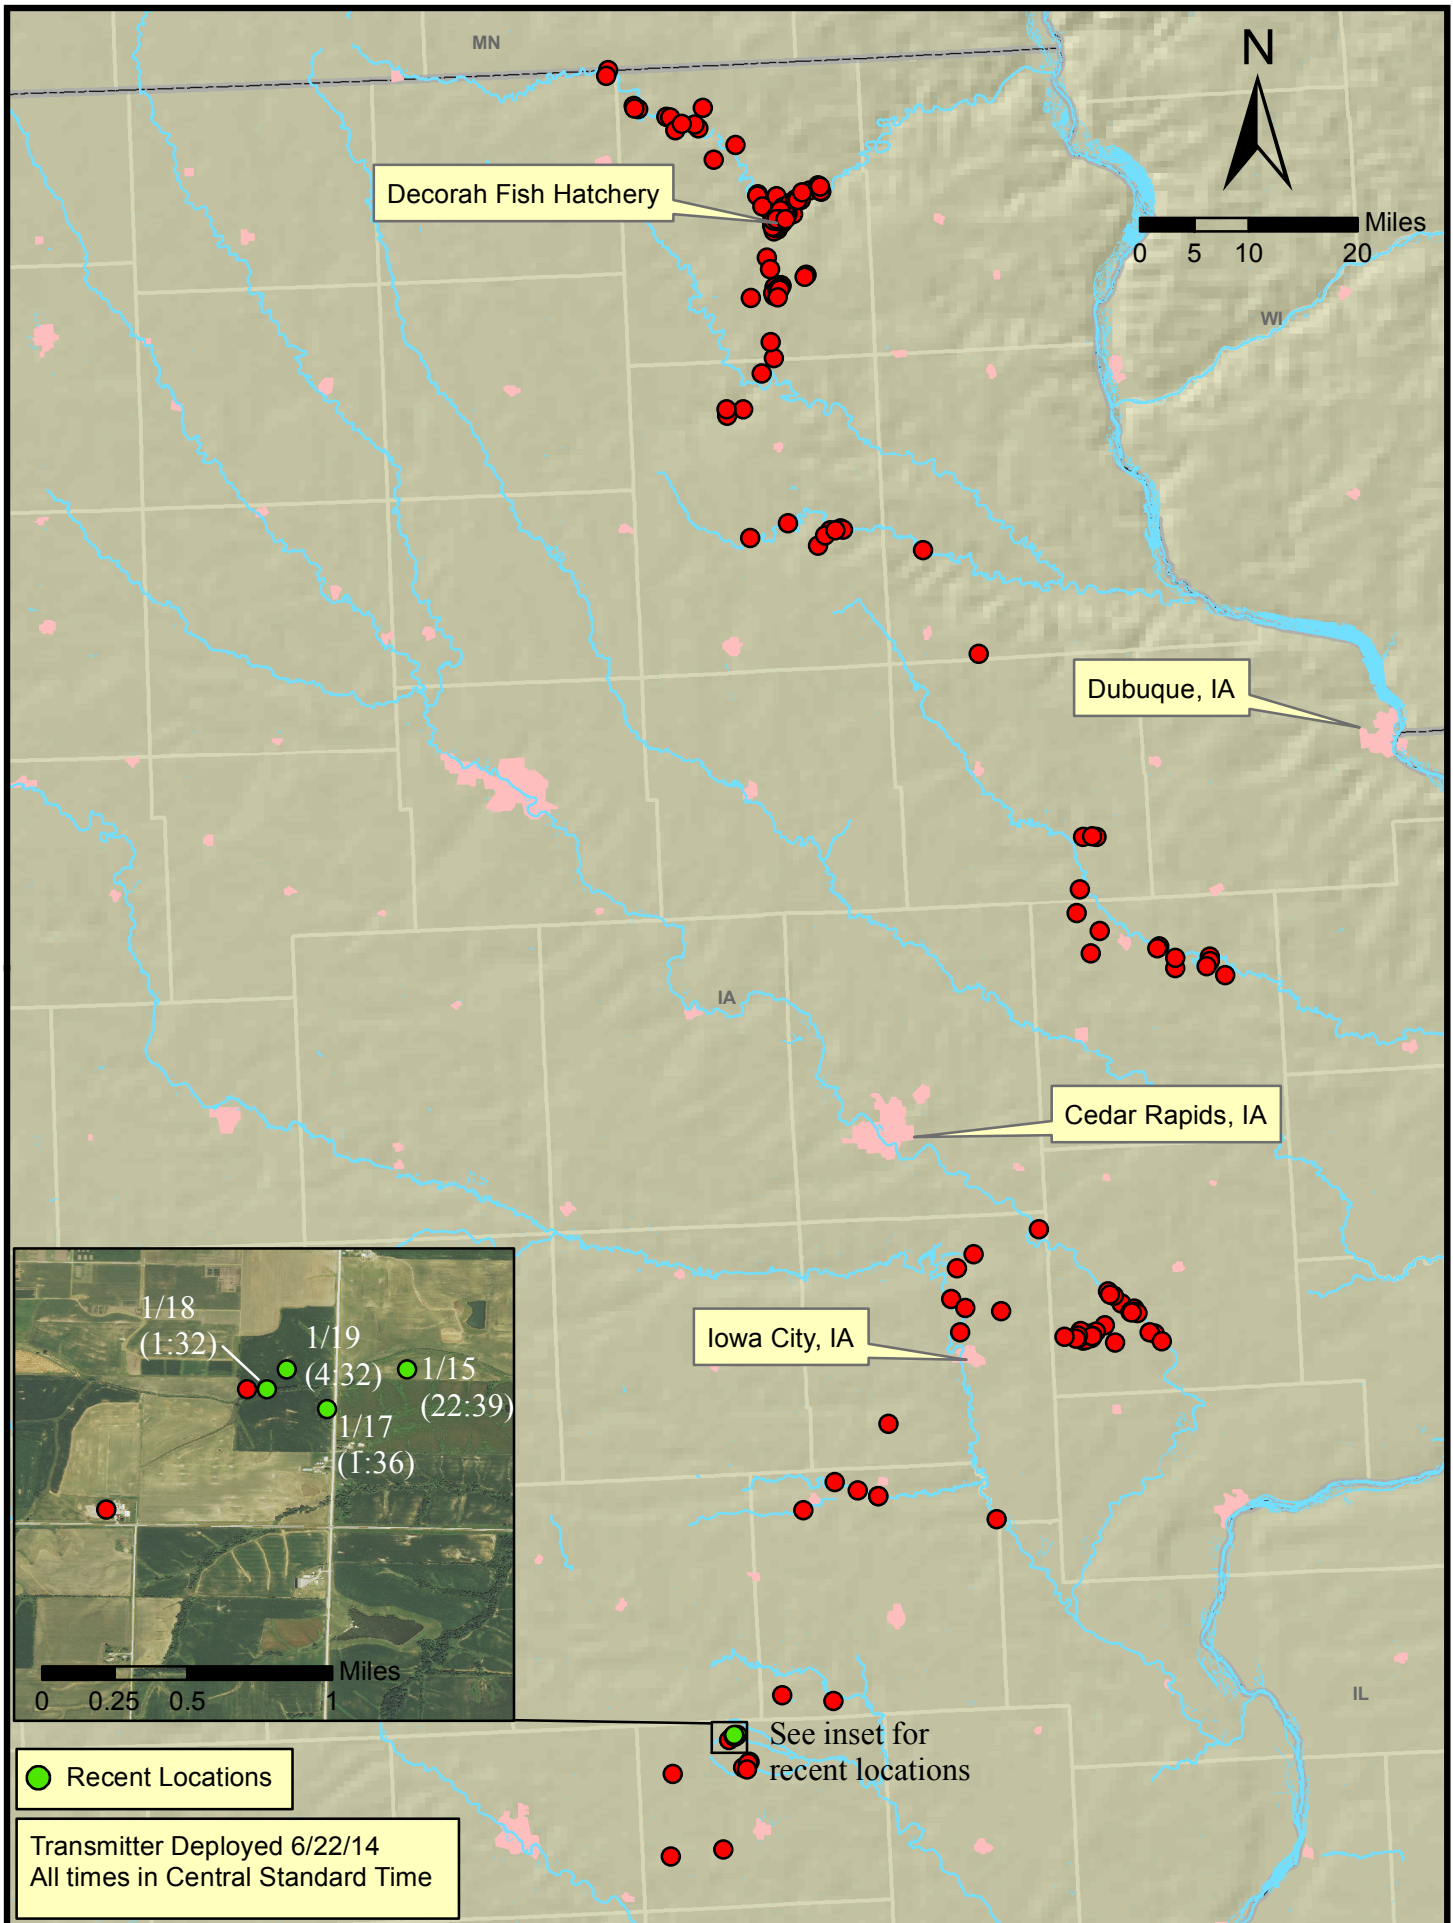 MN
N
Decorah Fish Hatchery
Miles
0 5 10 20
WI
Dubuque, IA
IA
Cedar Rapids, IA
Iowa City, IA
1/18
(1:32)
1/19
(4:32)
1/15
(22:39)
1/17
(1:36)
Miles
0 0.25 0.5 1
IL
See inset for
recent locations
Recent Locations
Transmitter Deployed 6/22/14
All times in Central Standard Time